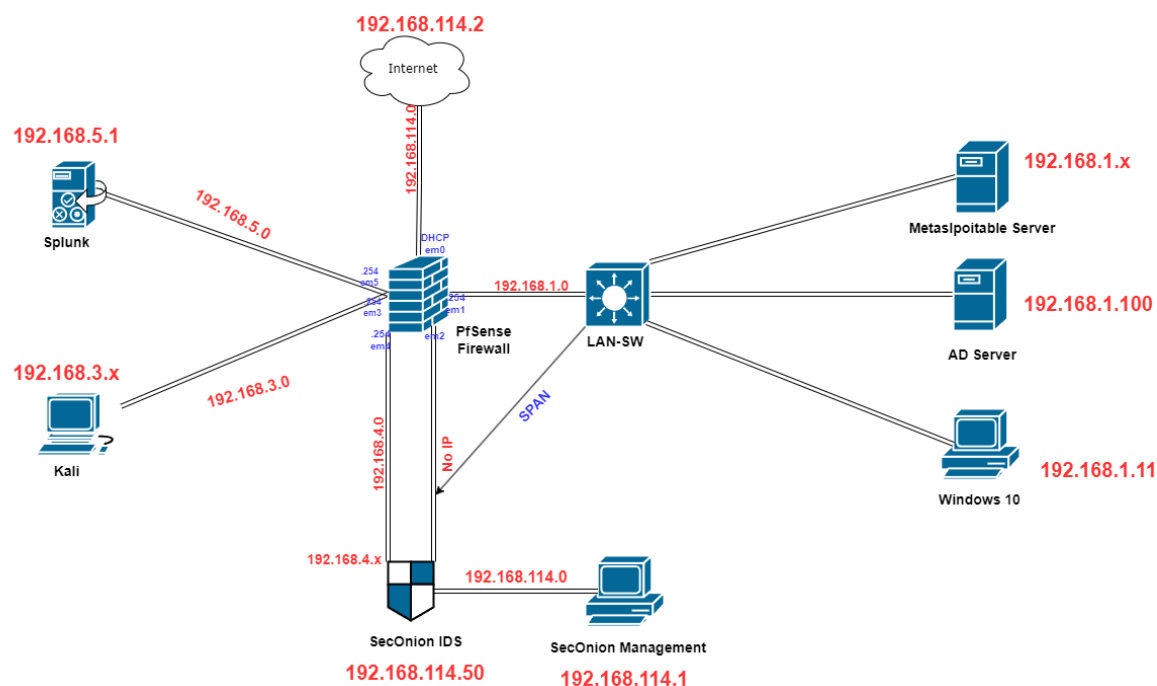 192.168.114.2
Internet
192.168.114.0
192.168.5.1
Splunk
192.168.5.0
DHCP
em0
.254
em5
.254
em3
.254
em4
.254
em1
em2
PfSense
Firewall
192.168.1.0
LAN-SW
192.168.1.x
Metaslpoitable Server
192.168.1.100
AD Server
192.168.1.11
Windows 10
192.168.3.x
192.168.3.0
Kali
192.168.4.0
No IP
SPAN
192.168.4.x
192.168.114.0
SecOnion IDS
192.168.114.50
SecOnion Management
192.168.114.1